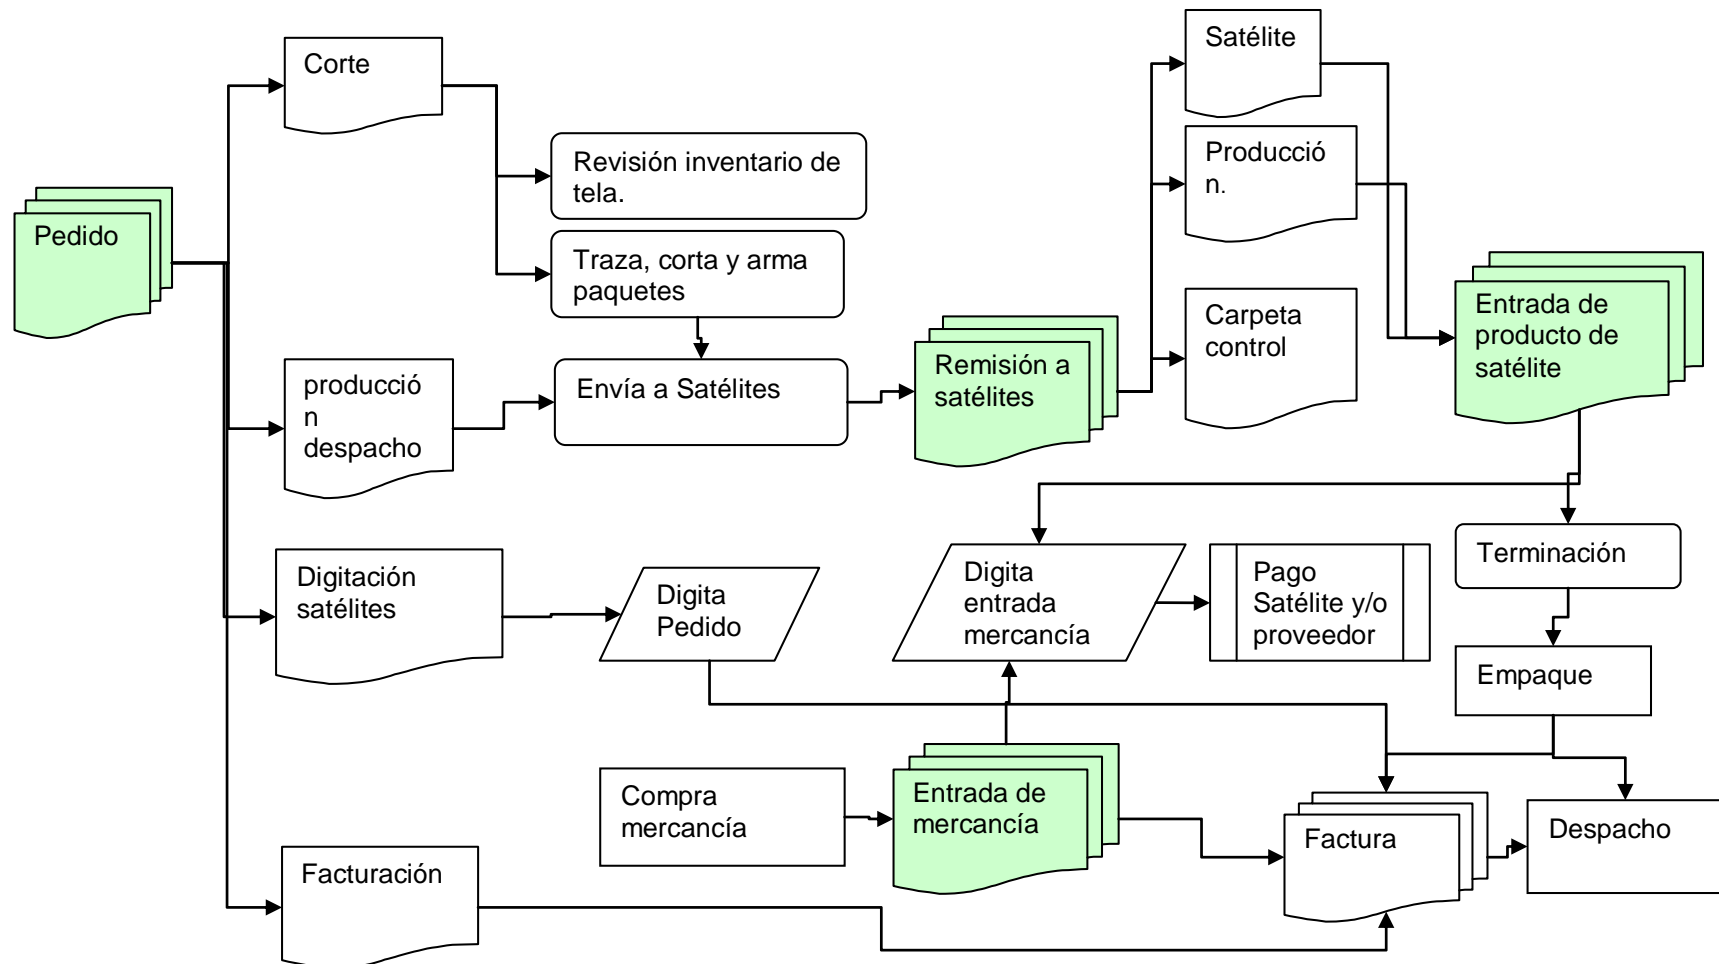 Corte
Satélite
Revisión inventario de
tela.
Producció
n.
Pedido
Traza, corta y arma
paquetes
Carpeta
control
Entrada de
producto de
satélite
producció
n
despacho
Envía a Satélites
Remisión a
satélites
Terminación
Digitación
satélites
Digita
Pedido
Digita
entrada
mercancía
Pago
Satélite y/o
proveedor
Empaque
Compra
mercancía
Entrada de
mercancía
Factura
Despacho
Facturación